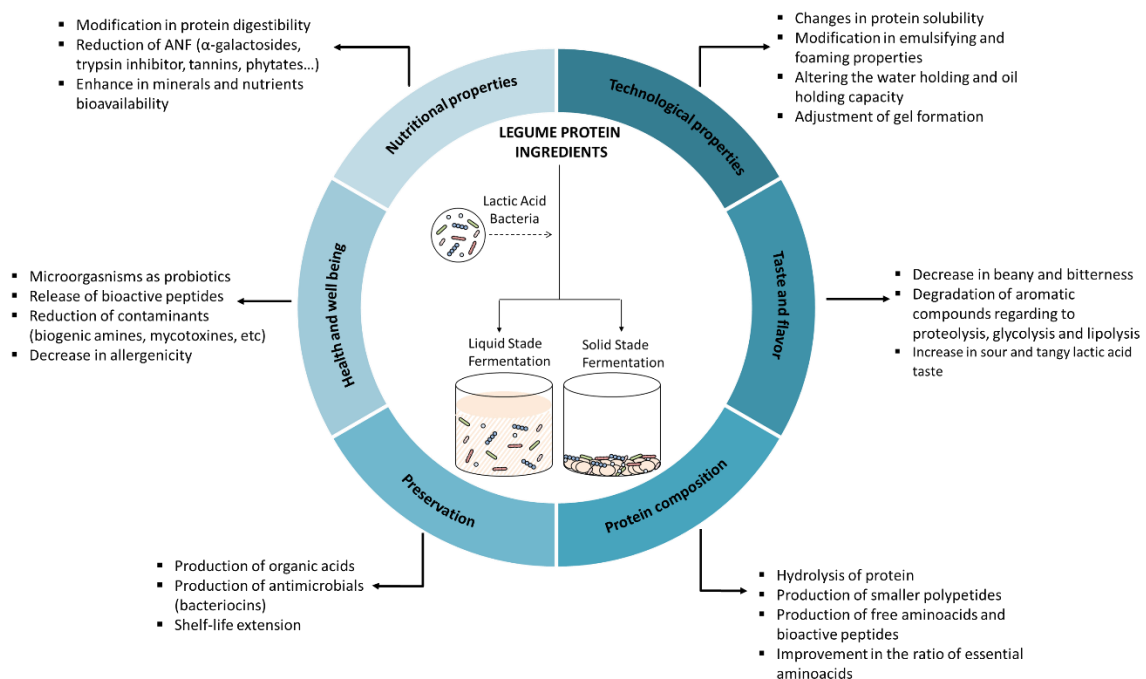 ▪ Modification in protein digestibility
▪ Reduction of ANF (α-galactosides,
trypsin inhibitor, tannins, phytates…)
▪ Enhance in minerals and nutrients
bioavailability
▪ Changes in protein solubility
▪ Modification in emulsifying and
foaming properties
▪ Altering the water holding and oil
holding capacity
▪ Adjustment of gel formation
Nutritional properties
Technological properties
LEGUME PROTEIN
INGREDIENTS
Lactic Acid
Bacteria
Health and well being
Taste and flavor
▪ Microorgasnisms as probiotics
▪ Release of bioactive peptides
▪ Reduction of contaminants
(biogenic amines, mycotoxines, etc)
▪ Decrease in allergenicity
▪ Decrease in beany and bitterness
▪ Degradation of aromatic
compounds regarding to
proteolysis, glycolysis and lipolysis
▪ Increase in sour and tangy lactic acid
taste
Liquid Stade
Fermentation
Solid Stade
Fermentation
Preservation
Protein composition
▪ Production of organic acids
▪ Production of antimicrobials
(bacteriocins)
▪ Shelf-life extension
▪ Hydrolysis of protein
▪ Production of smaller polypetides
▪ Production of free aminoacids and
bioactive peptides
▪ Improvement in the ratio of essential
aminoacids